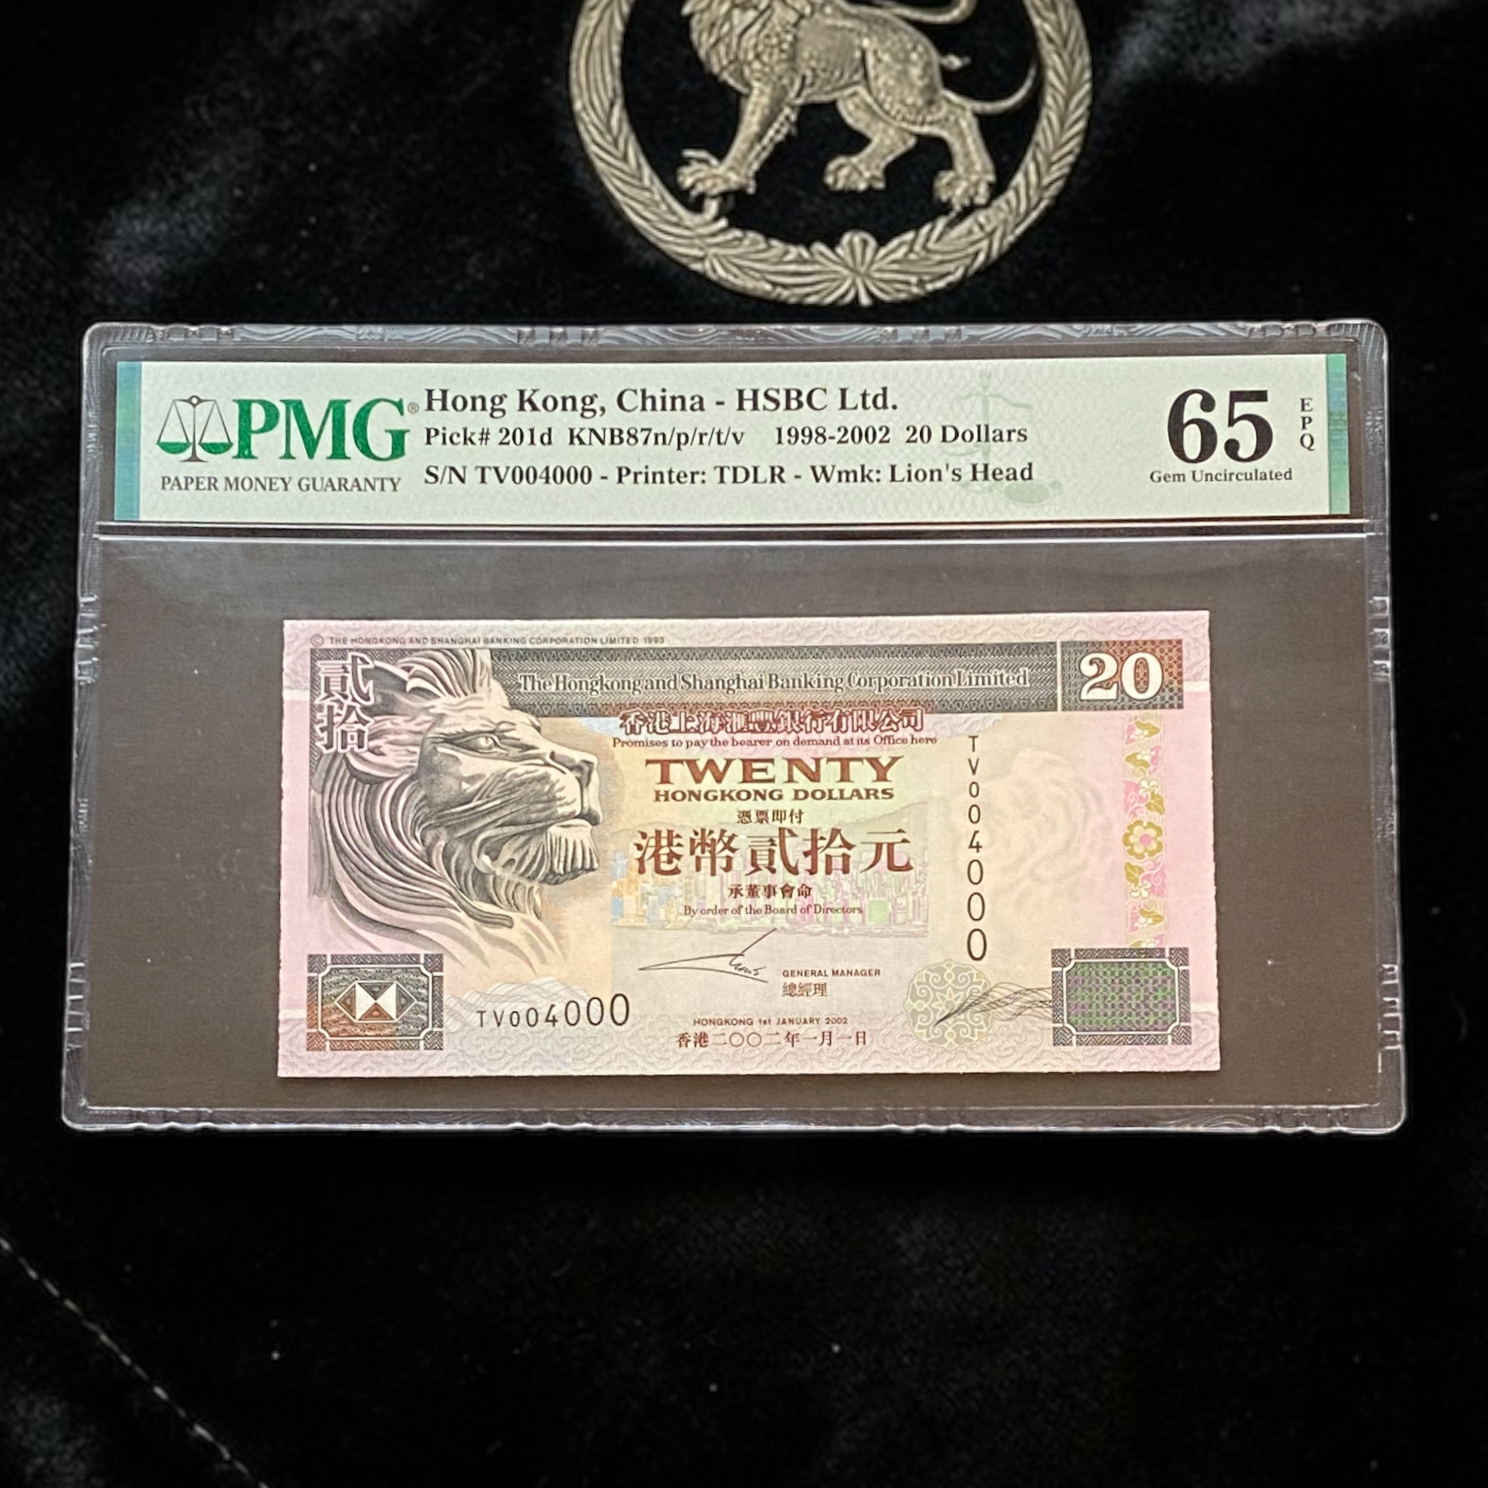 PMG®
PAPER MONEY GUARANTY
Hong Kong, China - HSBC Ltd.
Pick# 201d KNB87n/p/r/t/v 1998-2002 20 Dollars
S/N TV004000 - Printer: TDLR - Wmk: Lion's Head
65
EPQ
Gem Uncirculated
© THE HONGKONG AND SHANGHAI BANKING CORPORATION LIMITED 1993
貳拾
The Hongkong and Shanghai Banking Corporation Limited
20
香港上海滙豐銀行有限公司
Promises to pay the bearer on demand at its Office here
TWENTY
HONGKONG DOLLARS
憑票即付
港幣貳拾元
承董事會命
By order of the Board of Directors
TV004000
GENERAL MANAGER
總經理
TV004000
HONGKONG 1st JANUARY 2002
香港二〇〇二年一月一日